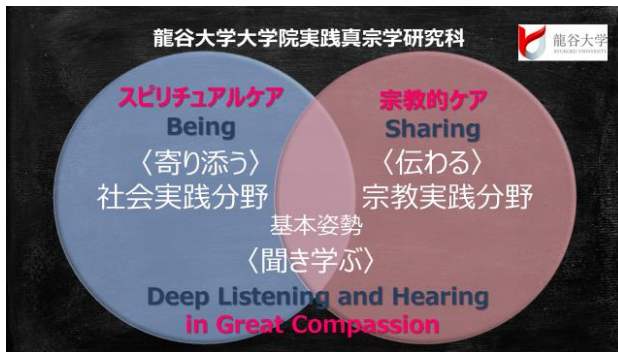 龍谷大学大学院実践真宗学研究科
龍谷大学
RYUKOKU UNIVERSITY
スピリチュアルケア
Being
〈寄り添う〉
社会実践分野
宗教的ケア
Sharing
〈伝わる〉
宗教実践分野
基本姿勢
〈聞き学ぶ〉
Deep Listening and Hearing
in Great Compassion